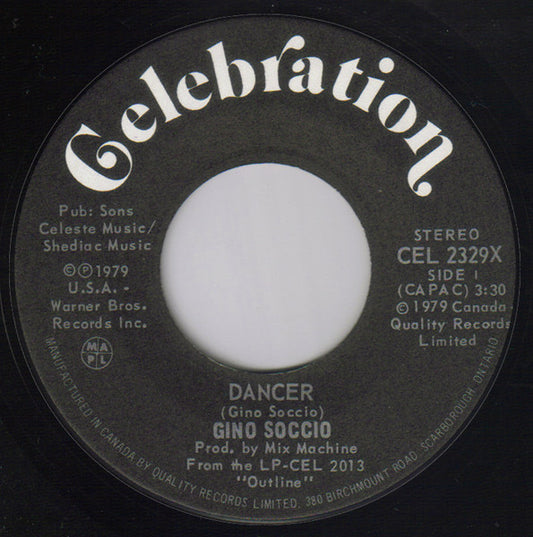 Celebration
Pub: Sons
Celeste Music/
Shediac Music
©℗1979
U.S.A. -
Warner Bros.
Records Inc.
MAPL
STEREO
CEL 2329X
SIDE 1
(CAPAC) 3:30
©1979 Canada-
Quality Records
Limited
DANCER
(Gino Soccio)
GINO SOCCIO
Prod. by Mix Machine
From the LP-CEL 2013
"Outline"
MANUFACTURED IN CANADA BY QUALITY RECORDS LIMITED, 380 BIRCHMOUNT ROAD, SCARBOROUGH, ONTARIO